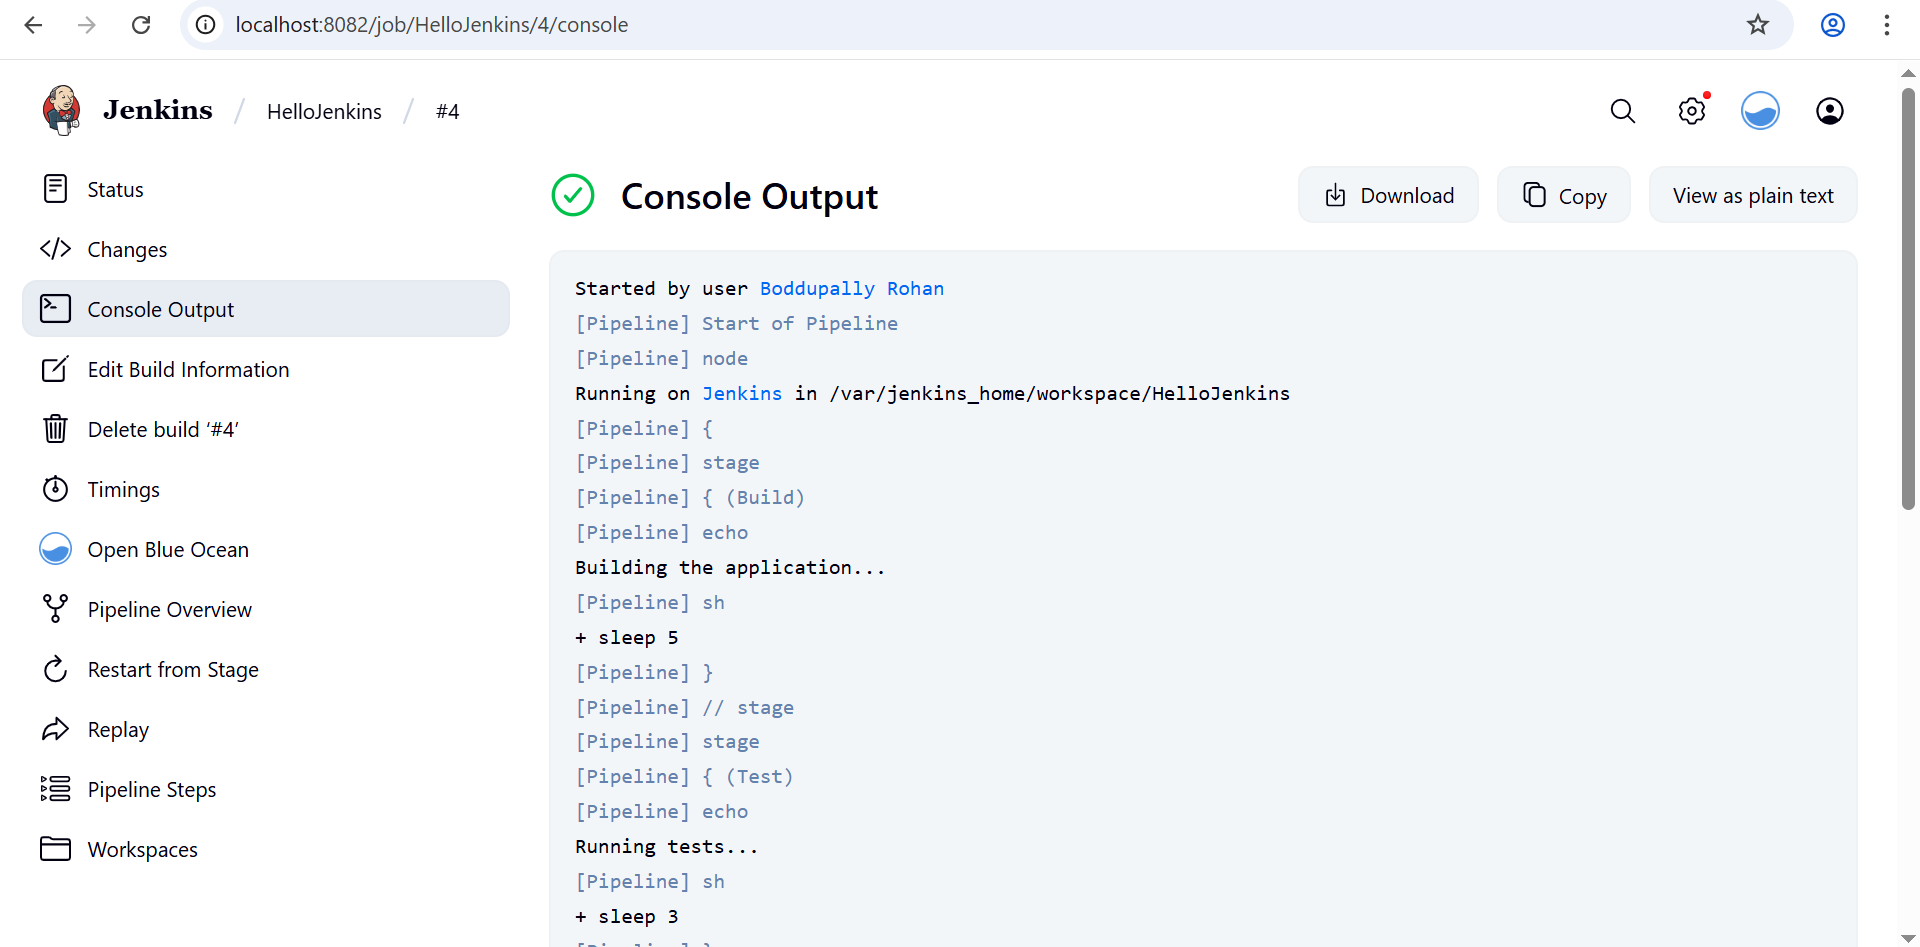 localhost:8082/job/HelloJenkins/4/console
Jenkins / HelloJenkins / #4
Status
Changes
Console Output
Edit Build Information
Delete build ‘#4’
Timings
Open Blue Ocean
Pipeline Overview
Restart from Stage
Replay
Pipeline Steps
Workspaces
Console Output
Download
Copy
View as plain text
Started by user Boddupally Rohan
[Pipeline] Start of Pipeline
[Pipeline] node
Running on Jenkins in /var/jenkins_home/workspace/HelloJenkins
[Pipeline] {
[Pipeline] stage
[Pipeline] { (Build)
[Pipeline] echo
Building the application...
[Pipeline] sh
+ sleep 5
[Pipeline] }
[Pipeline] // stage
[Pipeline] stage
[Pipeline] { (Test)
[Pipeline] echo
Running tests...
[Pipeline] sh
+ sleep 3